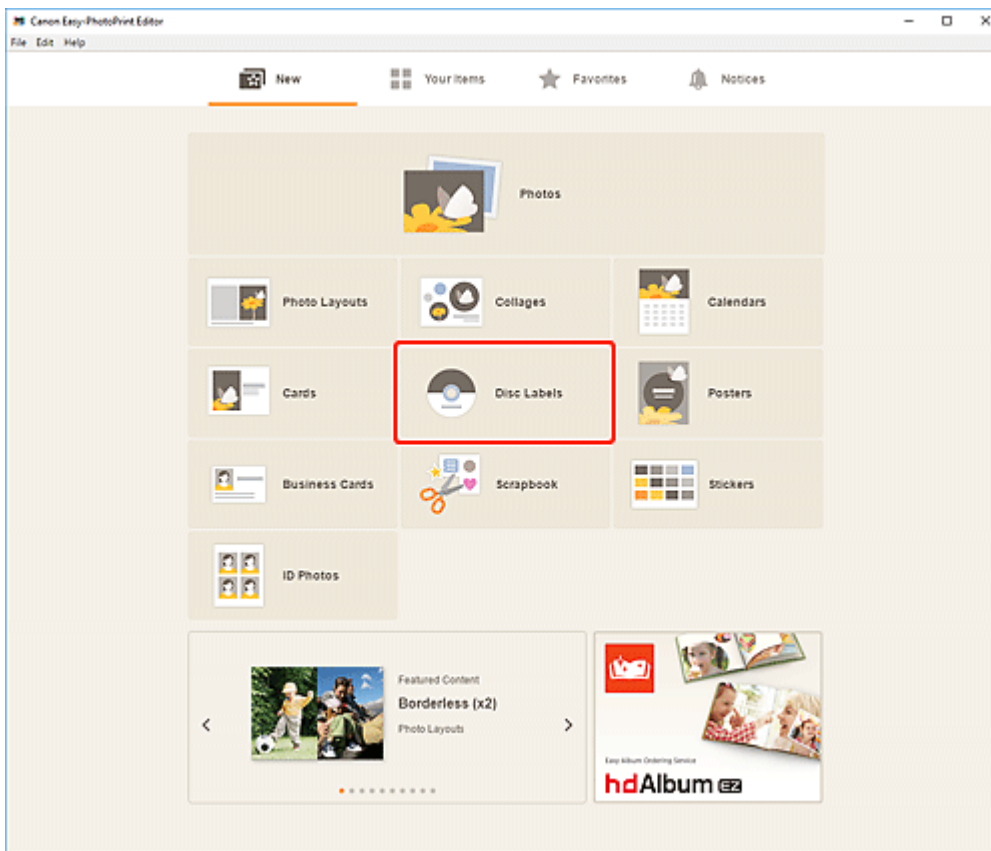 Canon Easy-PhotoPrint Editor
File Edit Help
New Your Items Favorites Notices
Photos
Photo Layouts Collages Calendars
Cards Disc Labels Posters
Business Cards Scrapbook Stickers
ID Photos
Featured Content
Borderless (x2)
Photo Layouts
Easy Album Ordering Service
hdAlbum EZ